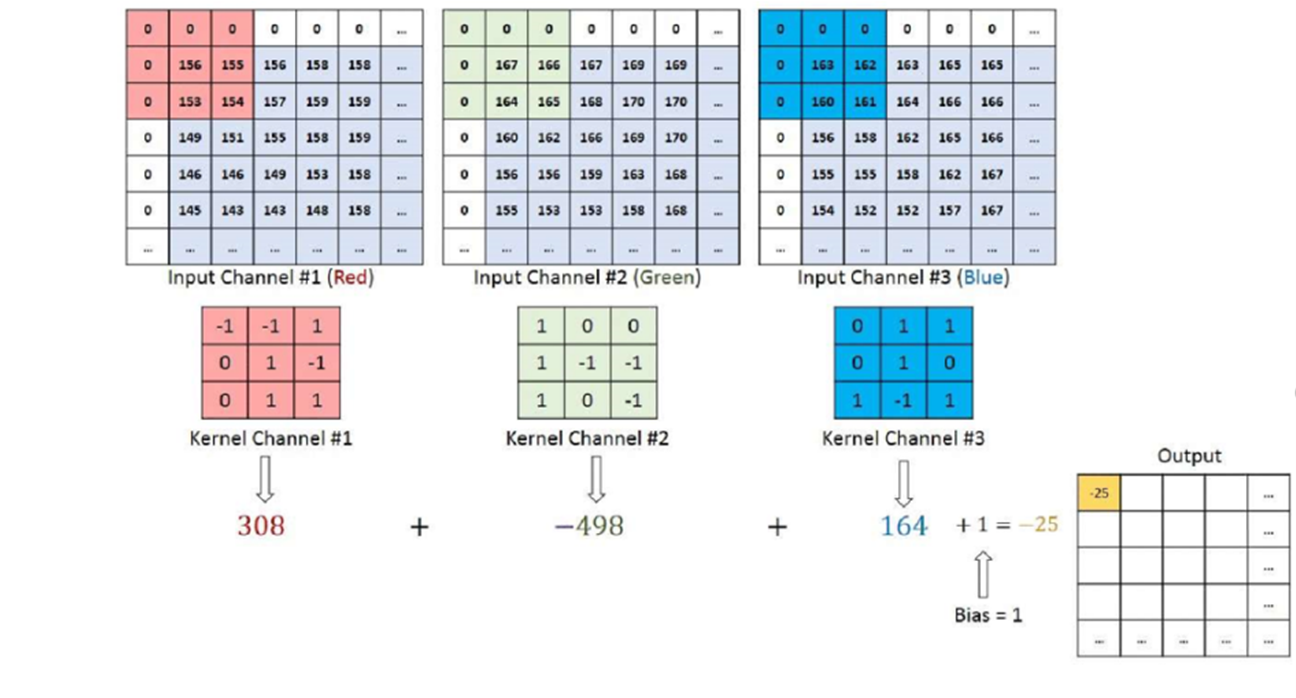 0 0 0 0 0 0 ... 0 0 0 0 0 0 ... 0 0 0 0 0 0 ...
0 156 155 156 158 158 ... 0 167 166 167 169 169 ... 0 163 162 163 165 165 ...
0 153 154 157 159 159 ... 0 164 165 168 170 170 ... 0 160 161 164 166 166 ...
0 149 151 155 158 159 ... 0 160 162 166 169 170 ... 0 156 158 162 165 166 ...
0 146 146 149 153 158 ... 0 156 156 159 163 168 ... 0 155 155 158 162 167 ...
0 145 143 143 148 158 ... 0 155 153 153 158 168 ... 0 154 152 152 157 167 ...
... ... ... ... ... ... ... ... ... ... ... ... ... ... ... ... ... ... ... ... ...
Input Channel #1 (Red) Input Channel #2 (Green) Input Channel #3 (Blue)
-1 -1 1 1 0 0 0 1 1
0 1 -1 1 -1 -1 0 1 0
0 1 1 1 0 -1 1 -1 1
Kernel Channel #1 Kernel Channel #2 Kernel Channel #3
Output
-25 ...
308 + −498 + 164 + 1 = −25
...
...
...
Bias = 1
... ... ... ... ...